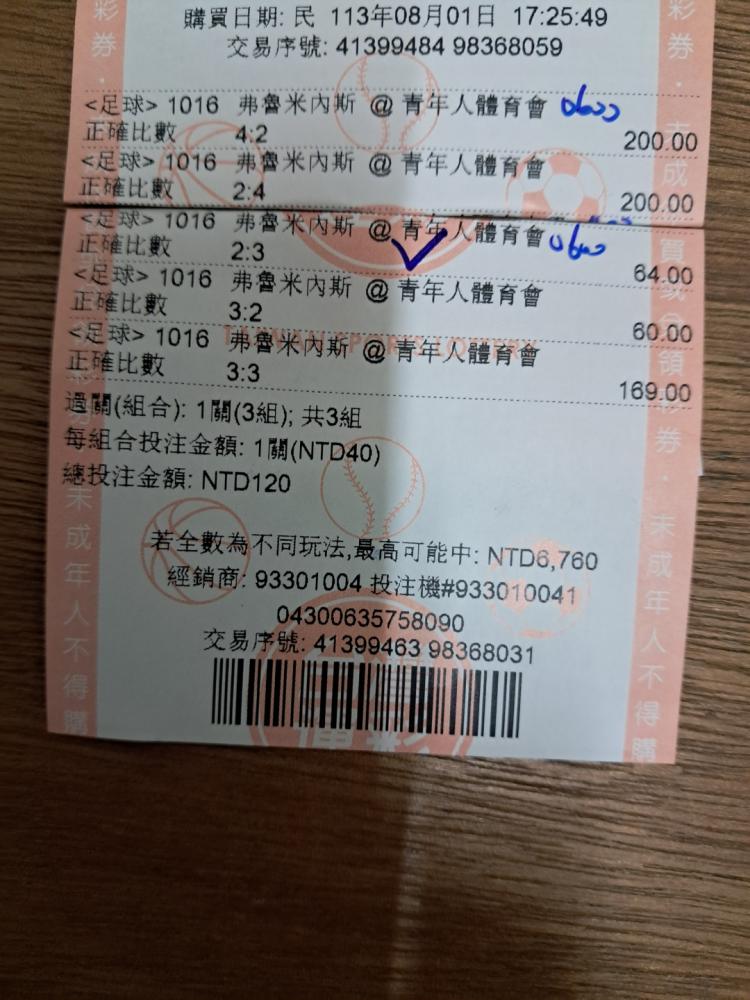 購買日期: 民 113年08月01日 17:25:49
交易序號: 41399484 98368059
<足球> 1016 弗魯米內斯 @ 青年人體育會
正確比數 4:2 200.00
<足球> 1016 弗魯米內斯 @ 青年人體育會
正確比數 2:4 200.00
<足球> 1016 弗魯米內斯 @ 青年人體育會
正確比數 2:3 64.00
<足球> 1016 弗魯米內斯 @ 青年人體育會
正確比數 3:2 60.00
<足球> 1016 弗魯米內斯 @ 青年人體育會
正確比數 3:3 169.00
過關(組合): 1關(3組); 共3組
每組合投注金額: 1關(NTD40)
總投注金額: NTD120
若全數為不同玩法,最高可能中: NTD6,760
經銷商: 93301004 投注機#933010041
04300635758090
交易序號: 41399463 98368031
未成年人不得購
未成年人不得購